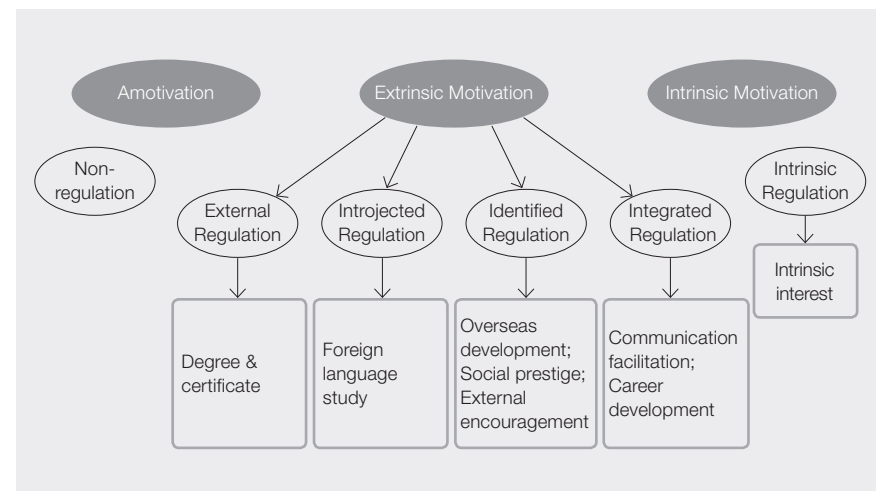 Amotivation
Extrinsic Motivation
Intrinsic Motivation
Non-
regulation
External
Regulation
Introjected
Regulation
Identified
Regulation
Integrated
Regulation
Intrinsic
Regulation
Degree &
certificate
Foreign
language
study
Overseas
development;
Social prestige;
External
encouragement
Communication
facilitation;
Career
development
Intrinsic
interest